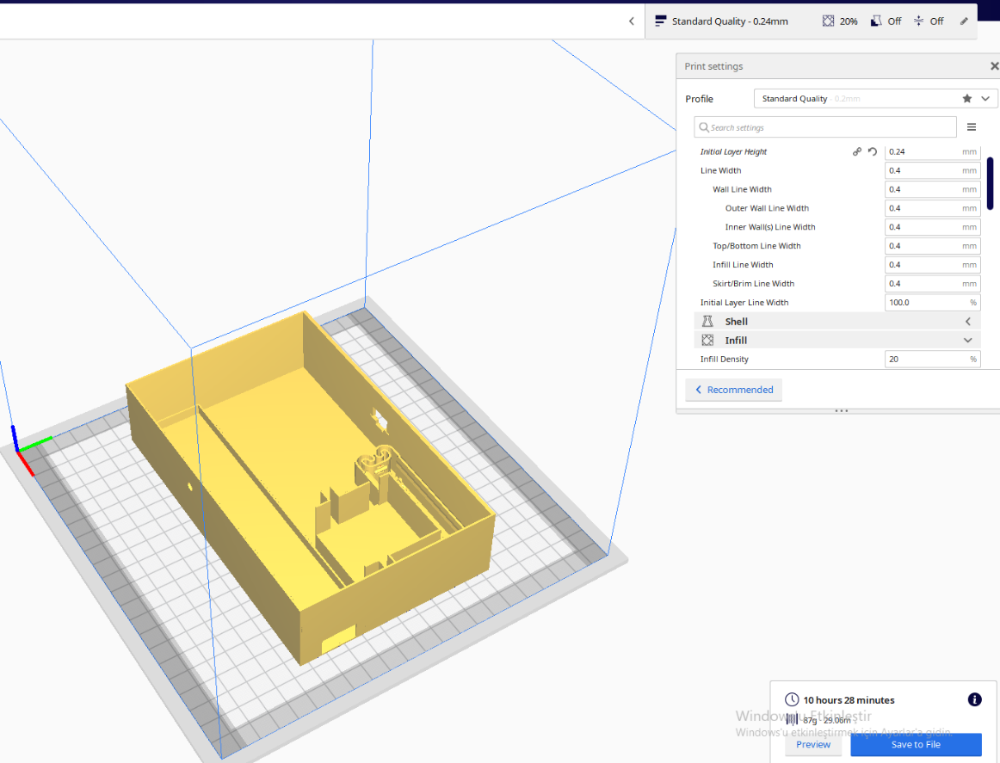 Standard Quality - 0.24mm 20% Off Off
Print settings
Profile Standard Quality - 0.2mm
Search settings
Initial Layer Height 0.24 mm
Line Width 0.4 mm
Wall Line Width 0.4 mm
Outer Wall Line Width 0.4 mm
Inner Wall(s) Line Width 0.4 mm
Top/Bottom Line Width 0.4 mm
Infill Line Width 0.4 mm
Skirt/Brim Line Width 0.4 mm
Initial Layer Line Width 100.0 %
Shell
Infill
Infill Density 20 %
Recommended
10 hours 28 minutes
Windows'u Etkinleştir
87g · 29.06m
Windows'u etkinleştirmek için Ayarlar'a gidin.
Preview Save to File